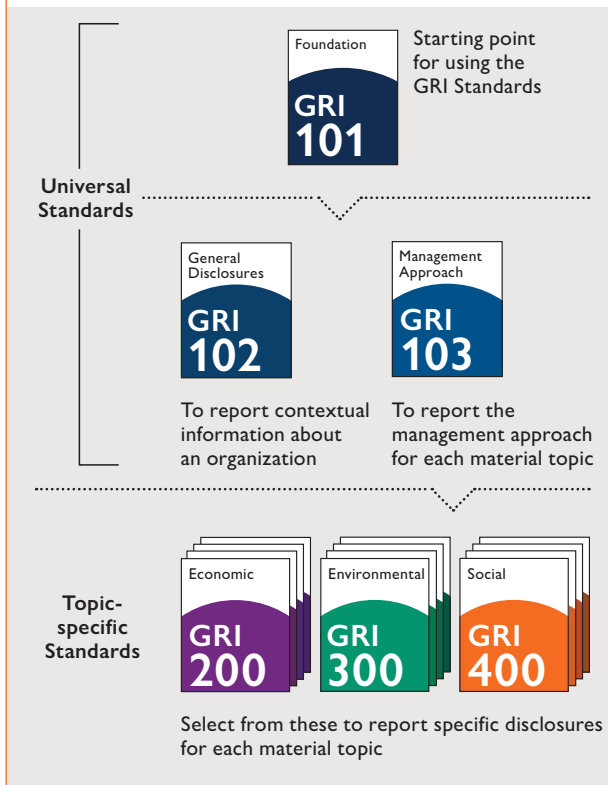 Foundation
GRI
101
Starting point
for using the
GRI Standards
Universal
Standards
General
Disclosures
GRI
102
Management
Approach
GRI
103
To report contextual
information about
an organization
To report the
management approach
for each material topic
Topic-
specific
Standards
Economic
GRI
200
Environmental
GRI
300
Social
GRI
400
Select from these to report specific disclosures
for each material topic